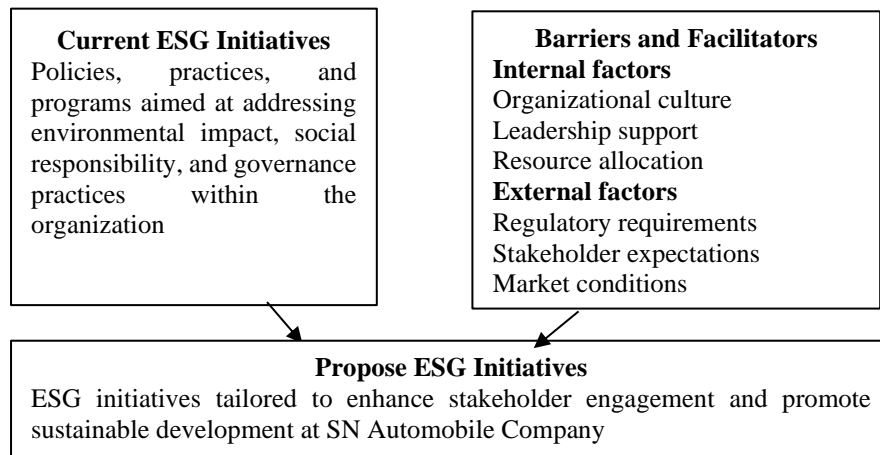 Current ESG Initiatives
Policies, practices, and
programs aimed at addressing
environmental impact, social
responsibility, and governance
practices within the
organization
Barriers and Facilitators
Internal factors
Organizational culture
Leadership support
Resource allocation
External factors
Regulatory requirements
Stakeholder expectations
Market conditions
Propose ESG Initiatives
ESG initiatives tailored to enhance stakeholder engagement and promote
sustainable development at SN Automobile Company